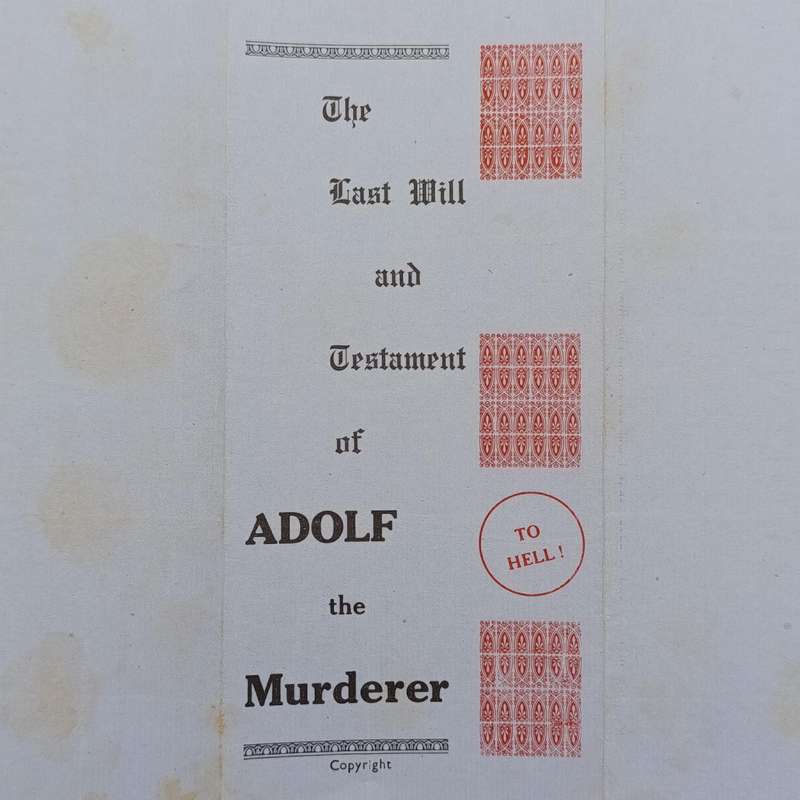 The
Last Will
and
Testament
of
ADOLF
TO
HELL!
the
Murderer
Copyright